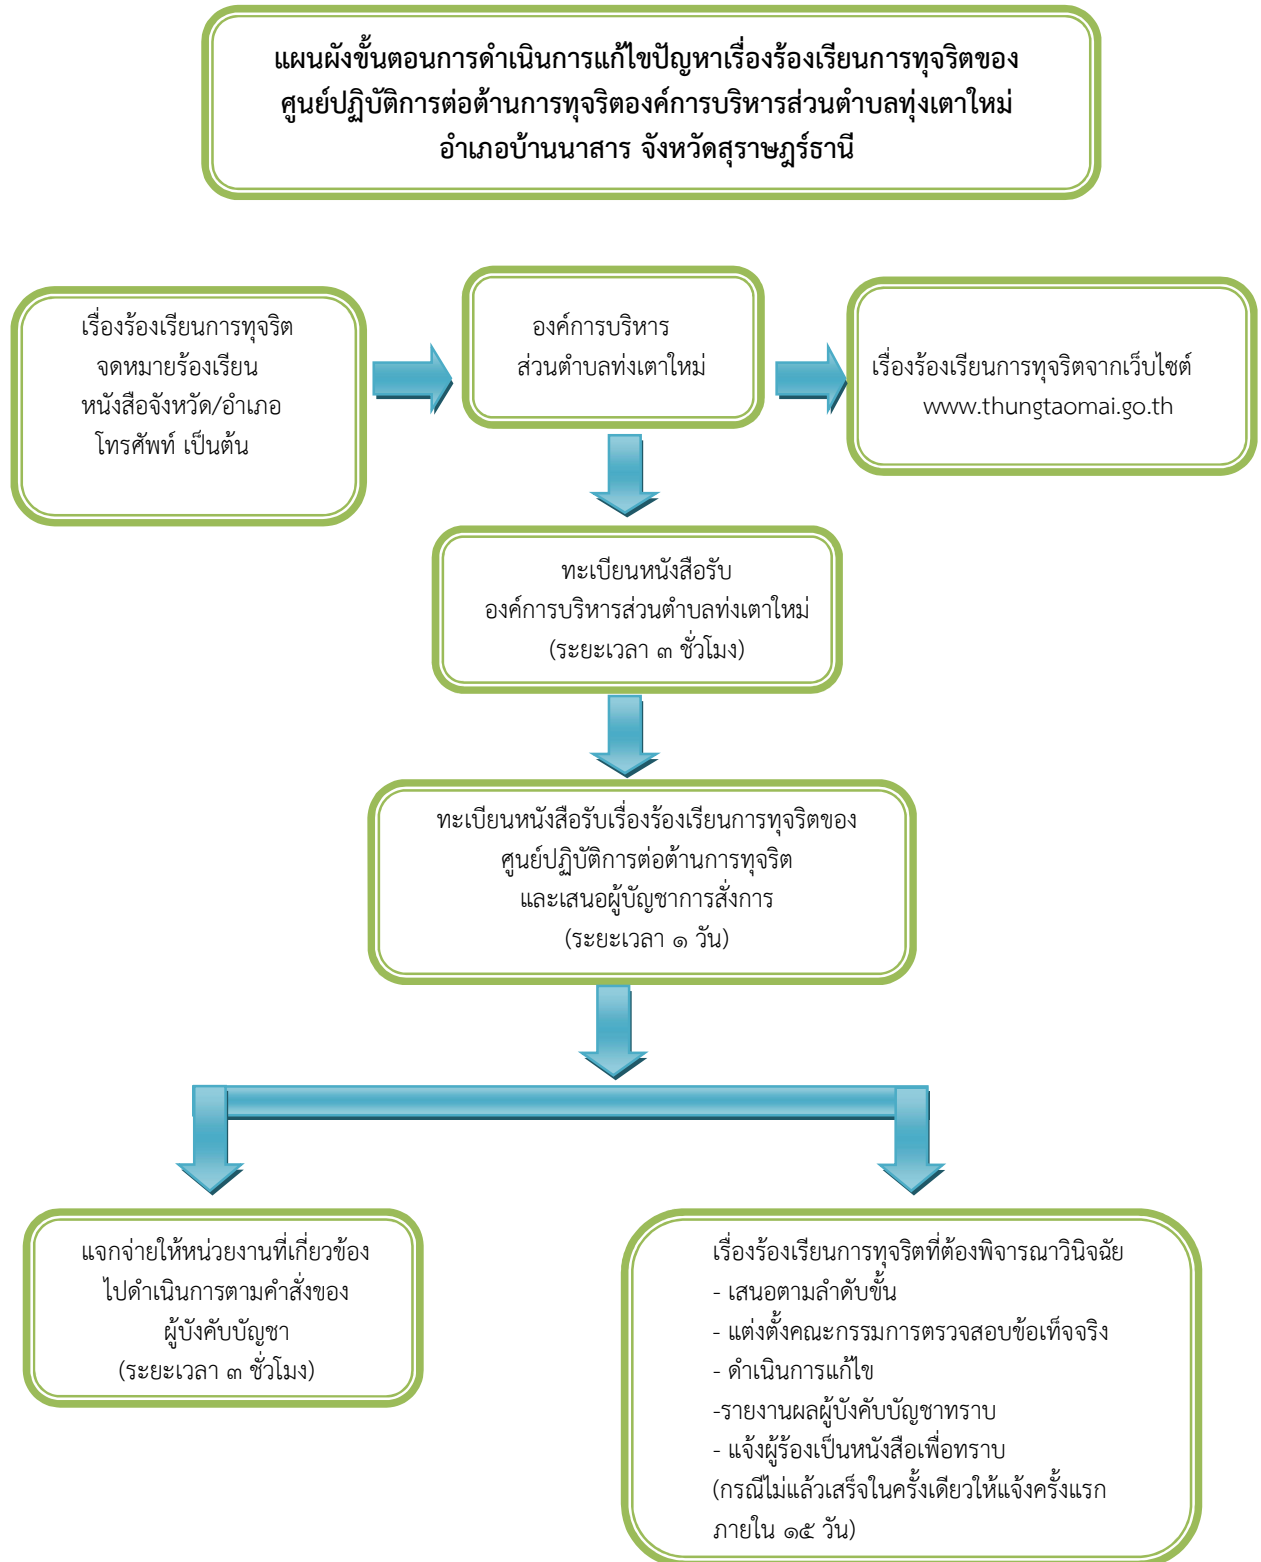 แผนผังขั้นตอนการดำเนินการแก้ไขปัญหาเรื่องร้องเรียนการทุจริตของ
ศูนย์ปฏิบัติการต่อต้านการทุจริตองค์การบริหารส่วนตำบลทุ่งเตาใหม่
อำเภอบ้านนาสาร จังหวัดสุราษฎร์ธานี
เรื่องร้องเรียนการทุจริต
จดหมายร้องเรียน
หนังสือจังหวัด/อำเภอ
โทรศัพท์ เป็นต้น
องค์การบริหาร
ส่วนตำบลท่งเตาใหม่
เรื่องร้องเรียนการทุจริตจากเว็บไซต์
www.thungtaomai.go.th
ทะเบียนหนังสือรับ
องค์การบริหารส่วนตำบลท่งเตาใหม่
(ระยะเวลา ๓ ชั่วโมง)
ทะเบียนหนังสือรับเรื่องร้องเรียนการทุจริตของ
ศูนย์ปฏิบัติการต่อต้านการทุจริต
และเสนอผู้บัญชาการสั่งการ
(ระยะเวลา ๑ วัน)
แจกจ่ายให้หน่วยงานที่เกี่ยวข้อง
ไปดำเนินการตามคำสั่งของ
ผู้บังคับบัญชา
(ระยะเวลา ๓ ชั่วโมง)
เรื่องร้องเรียนการทุจริตที่ต้องพิจารณาวินิจฉัย
- เสนอตามลำดับขั้น
- แต่งตั้งคณะกรรมการตรวจสอบข้อเท็จจริง
- ดำเนินการแก้ไข
-รายงานผลผู้บังคับบัญชาทราบ
- แจ้งผู้ร้องเป็นหนังสือเพื่อทราบ
(กรณีไม่แล้วเสร็จในครั้งเดียวให้แจ้งครั้งแรก
ภายใน ๑๕ วัน)